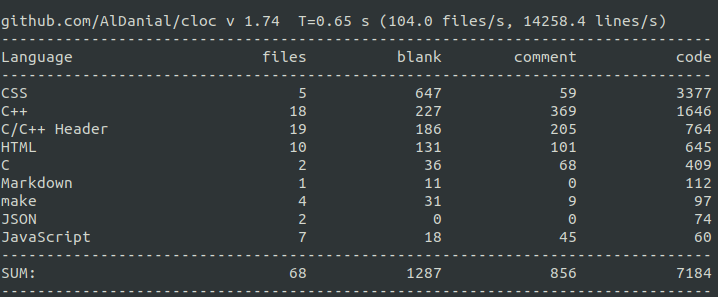 github.com/AlDanial/cloc v 1.74  T=0.65 s (104.0 files/s, 14258.4 lines/s)
-------------------------------------------------------------------------------
Language                     files          blank        comment           code
-------------------------------------------------------------------------------
CSS                              5            647             59           3377
C++                             18            227            369           1646
C/C++ Header                    19            186            205            764
HTML                            10            131            101            645
C                                2             36             68            409
Markdown                         1             11              0            112
make                             4             31              9             97
JSON                             2              0              0             74
JavaScript                       7             18             45             60
-------------------------------------------------------------------------------
SUM:                            68           1287            856           7184
-------------------------------------------------------------------------------